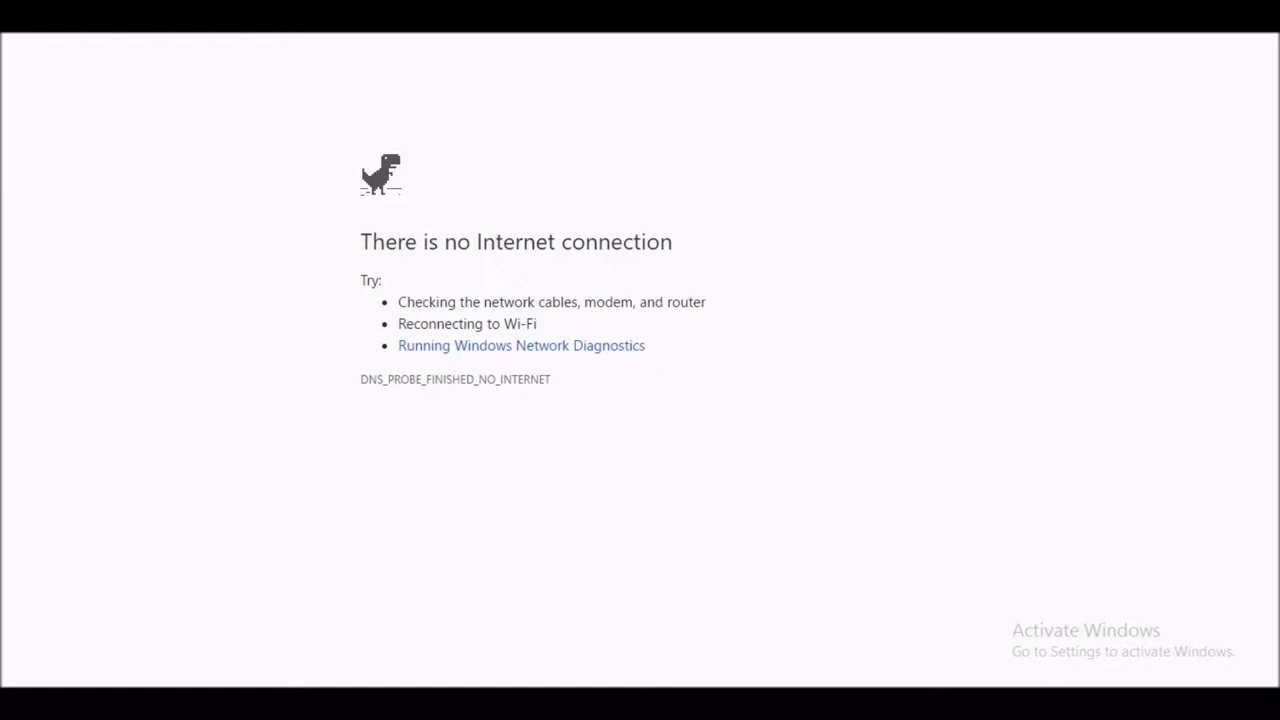 There is no Internet connection
Try:
Checking the network cables, modem, and router
Reconnecting to Wi-Fi
Running Windows Network Diagnostics
DNS_PROBE_FINISHED_NO_INTERNET
Activate Windows
Go to Settings to activate Windows.